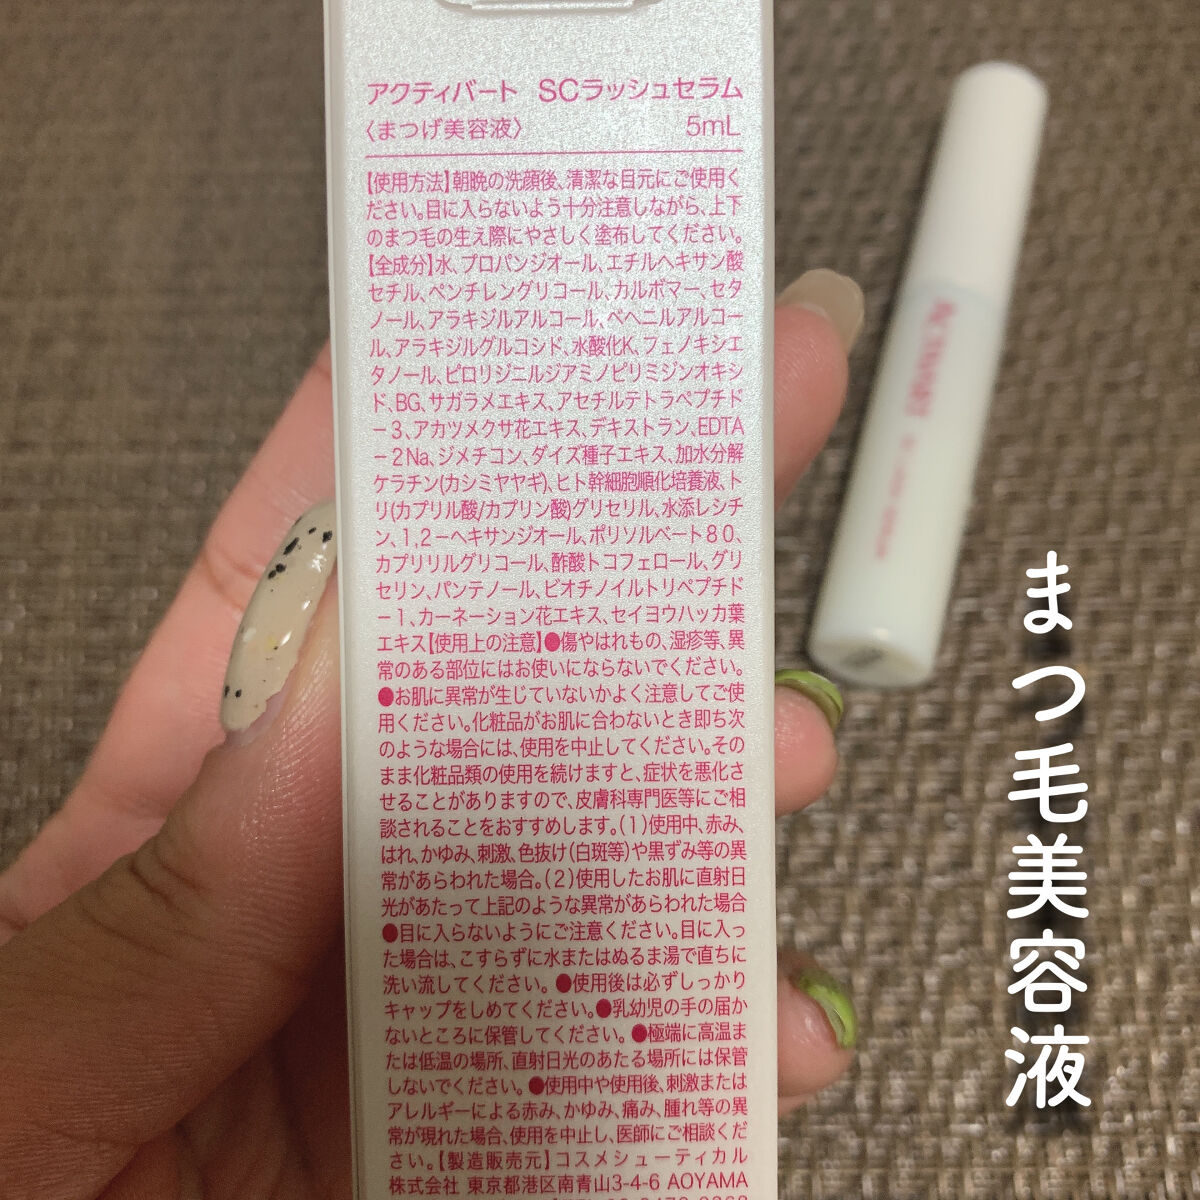 アクティバート SCラッシュセラム
〈まつげ美容液〉 5mL
【使用方法】朝晩の洗顔後、清潔な目元にご使用く
ださい。目に入らないよう十分注意しながら、上下
のまつ毛の生え際にやさしく塗布してください。
【全成分】水、プロパンジオール、エチルヘキサン酸
セチル、ペンチレングリコール、カルボマー、セタ
ノール、アラキジルアルコール、ベヘニルアルコー
ル、アラキジルグルコシド、水酸化K、フェノキシエ
タノール、ピロリジニルジアミノピリミジンオキシ
ド、BG、サガラメエキス、アセチルテトラペプチド
－3、アカツメクサ花エキス、デキストラン、EDTA
－2Na、ジメチコン、ダイズ種子エキス、加水分解
ケラチン(カシミヤヤギ)、ヒト幹細胞順化培養液、ト
リ(カプリル酸/カプリン酸)グリセリル、水添レシチ
ン、1,2－ヘキサンジオール、ポリソルベート80、
カプリリルグリコール、酢酸トコフェロール、グリ
セリン、パンテノール、ビオチノイルトリペプチド
－1、カーネーション花エキス、セイヨウハッカ葉
エキス【使用上の注意】●傷やはれもの、湿疹等、異
常のある部位にはお使いにならないでください。
●お肌に異常が生じていないかよく注意してご使
用ください。化粧品がお肌に合わないとき即ち次
のような場合には、使用を中止してください。その
まま化粧品類の使用を続けますと、症状を悪化さ
せることがありますので、皮膚科専門医等にご相
談されることをおすすめします。(1)使用中、赤み、
はれ、かゆみ、刺激、色抜け(白斑等)や黒ずみ等の異
常があらわれた場合。(2)使用したお肌に直射日
光があたって上記のような異常があらわれた場合
●目に入らないようにご注意ください。目に入っ
た場合は、こすらずに水またはぬるま湯で直ちに
洗い流してください。●使用後は必ずしっかり
キャップをしめてください。●乳幼児の手の届か
ないところに保管してください。●極端に高温ま
たは低温の場所、直射日光のあたる場所には保管
しないでください。●使用中や使用後、刺激または
アレルギーによる赤み、かゆみ、痛み、腫れ等の異
常が現れた場合、使用を中止し、医師にご相談くだ
さい。【製造販売元】コスメシューティカル
株式会社 東京都港区南青山3-4-6 AOYAMA
まつ毛美容液